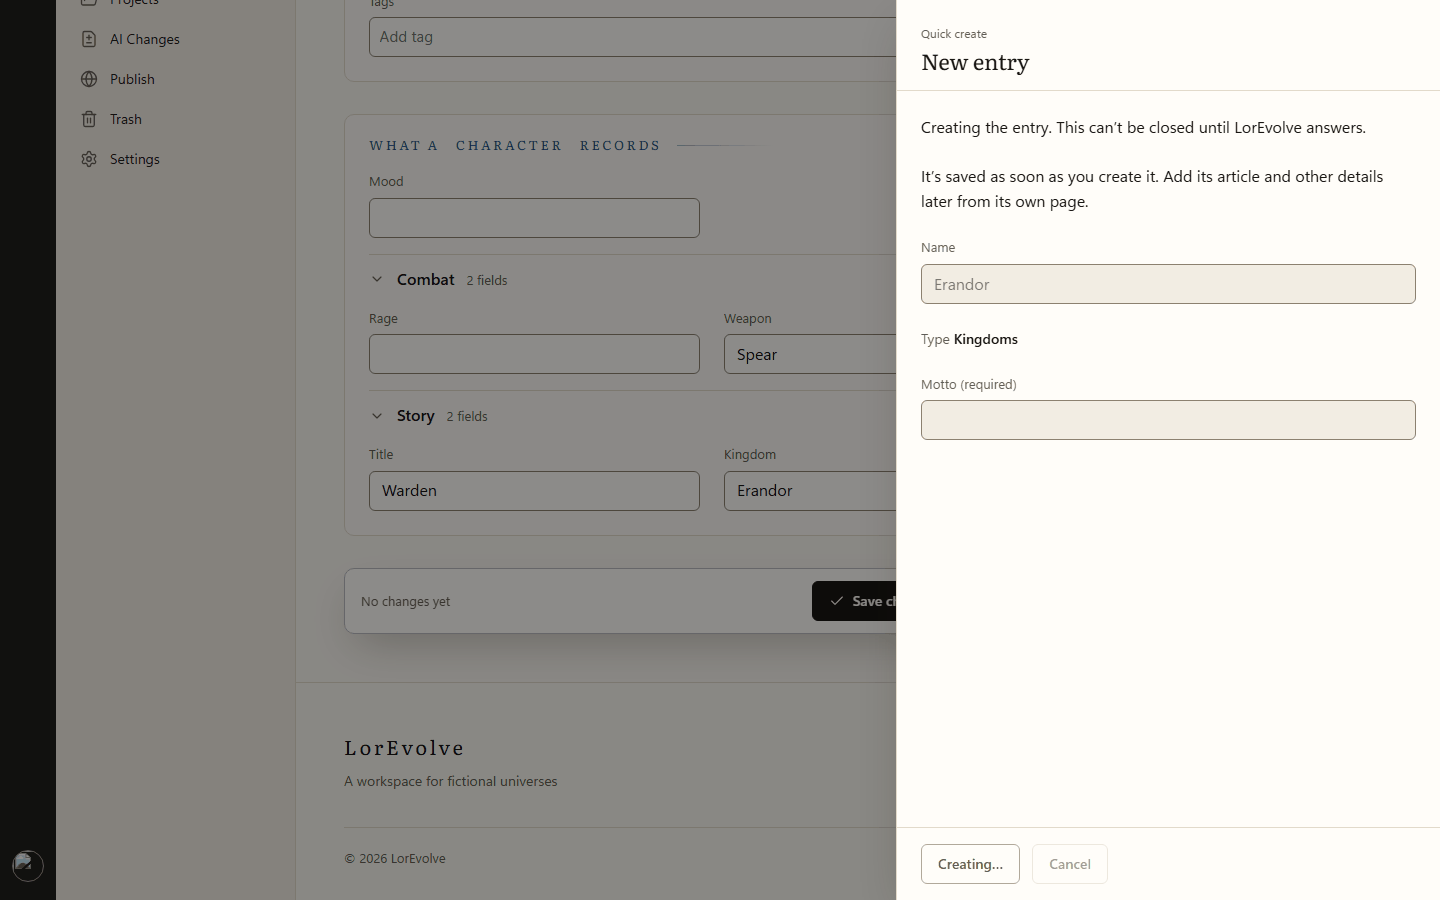 Projects
AI Changes
Publish
Trash
Settings
Tags
Add tag
WHAT A CHARACTER RECORDS
Mood
Combat 2 fields
Rage
Weapon
Spear
Story 2 fields
Title
Kingdom
Warden
Erandor
No changes yet
Save ch
LorEvolve
A workspace for fictional universes
© 2026 LorEvolve
Quick create
New entry
Creating the entry. This can’t be closed until LorEvolve answers.
It’s saved as soon as you create it. Add its article and other details
later from its own page.
Name
Erandor
Type Kingdoms
Motto (required)
Creating…
Cancel